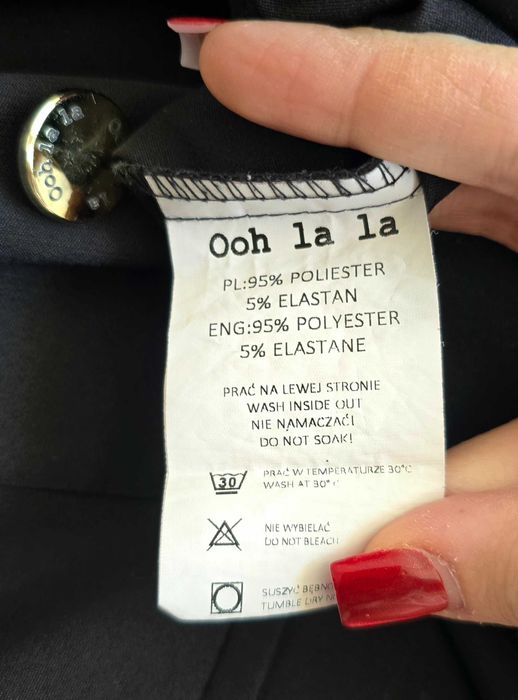 Ooh la la
Ooh la la
PL:95% POLIESTER
5% ELASTAN
ENG:95% POLYESTER
5% ELASTANE
PRAĆ NA LEWEJ STRONIE
WASH INSIDE OUT
NIE NAMACZAĆ!
DO NOT SOAK!
30
PRAĆ W TEMPERATURZE 30°C
WASH AT 30°C
NIE WYBIELAĆ
DO NOT BLEACH
SUSZYĆ
TUMBLE DRY